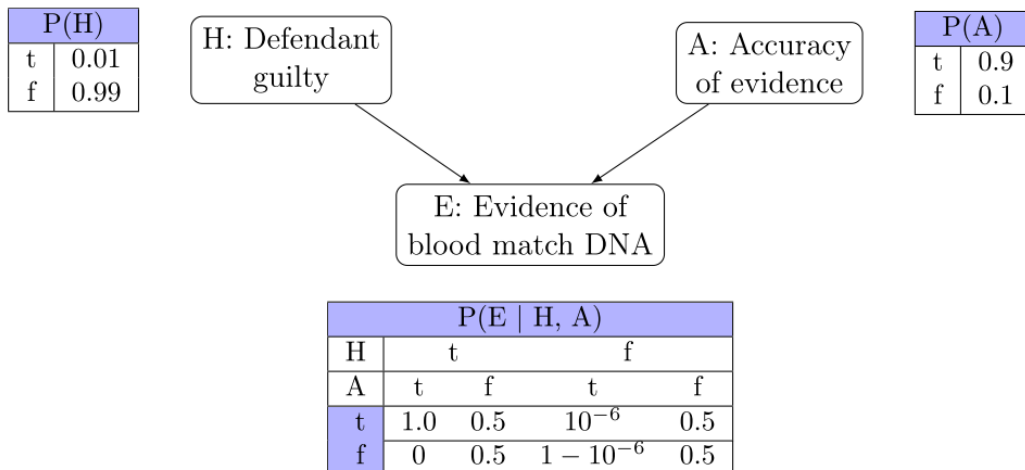 P(H)
t 0.01
f 0.99
H: Defendant
guilty
A: Accuracy
of evidence
P(A)
t 0.9
f 0.1
E: Evidence of
blood match DNA
P(E | H, A)
H t f
A t f t f
t 1.0 0.5 10⁻⁶ 0.5
f 0 0.5 1 − 10⁻⁶ 0.5